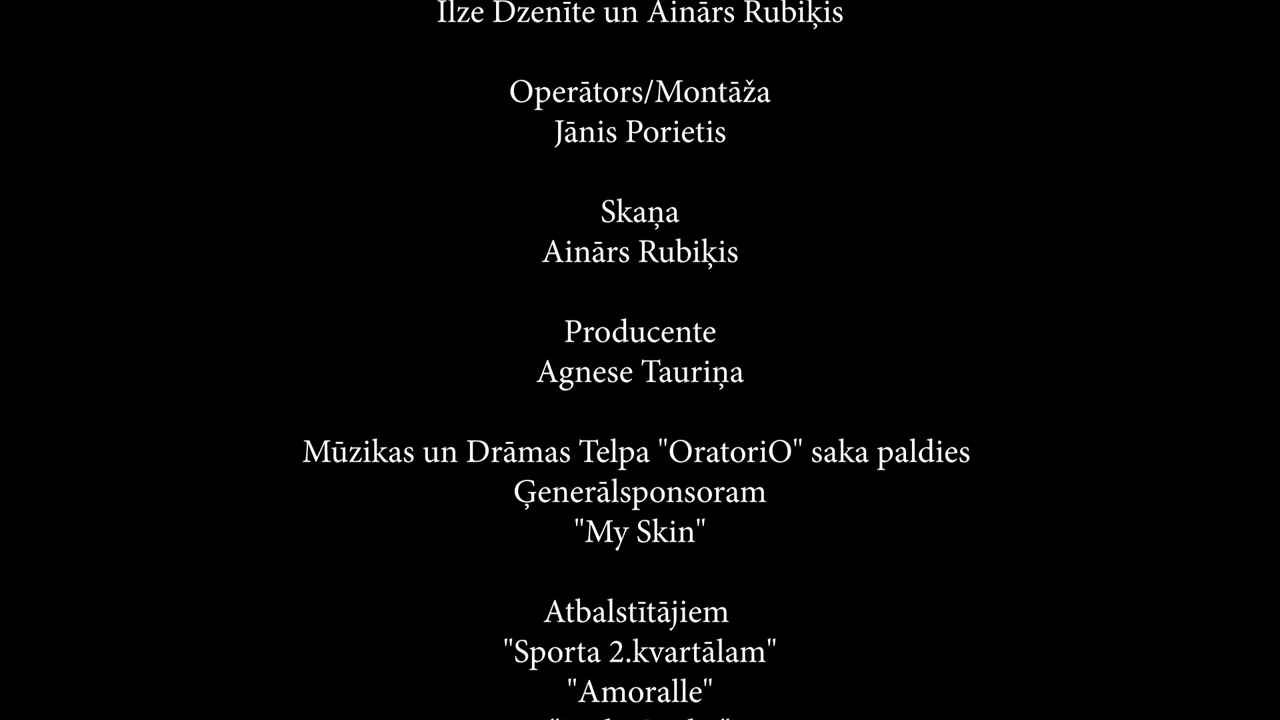 Ilze Dzenīte un Ainārs Rubiķis
Operātors/Montāža
Jānis Porietis
Skaņa
Ainārs Rubiķis
Producente
Agnese Tauriņa
Mūzikas un Drāmas Telpa "OratoriO" saka paldies
Ģenerālsponsoram
"My Skin"
Atbalstītājiem
"Sporta 2.kvartālam"
"Amoralle"